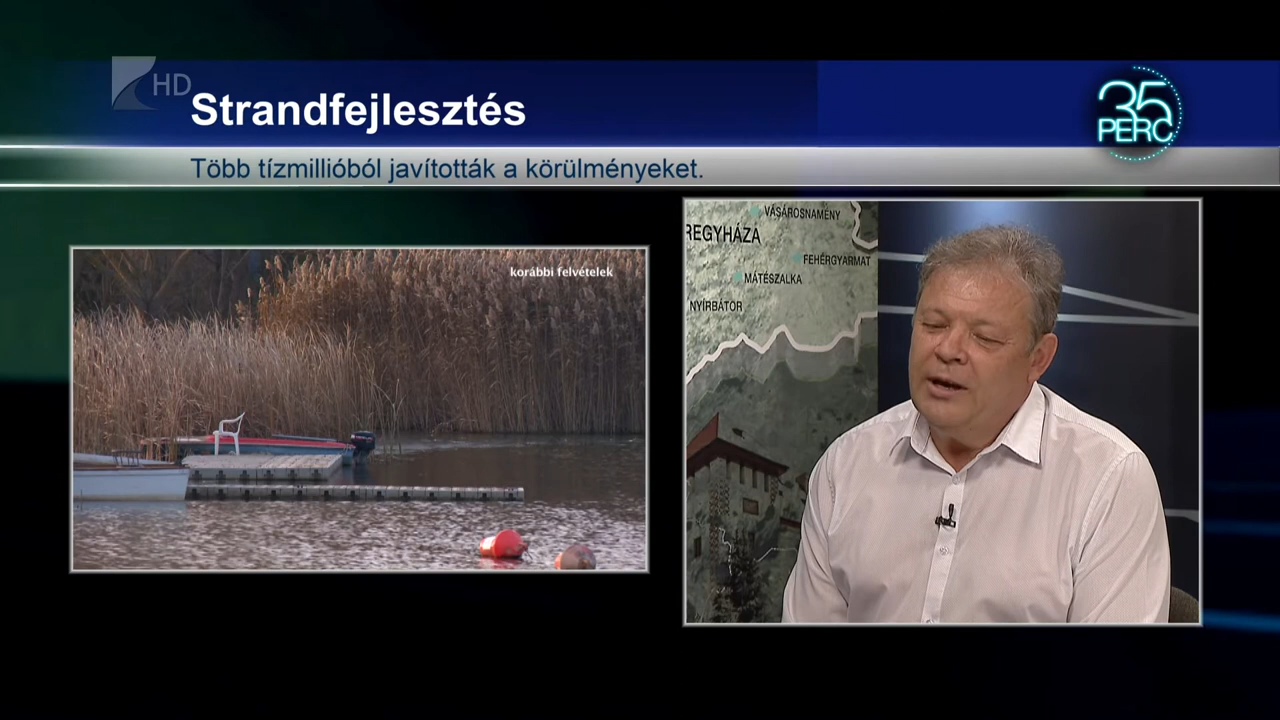 HD
Strandfejlesztés
35
PERC
Több tízmillióból javították a körülményeket.
korábbi felvételek
VÁSÁROSNAMÉNY
REGYHÁZA
FEHÉRGYARMAT
MÁTÉSZALKA
NYÍRBÁTOR